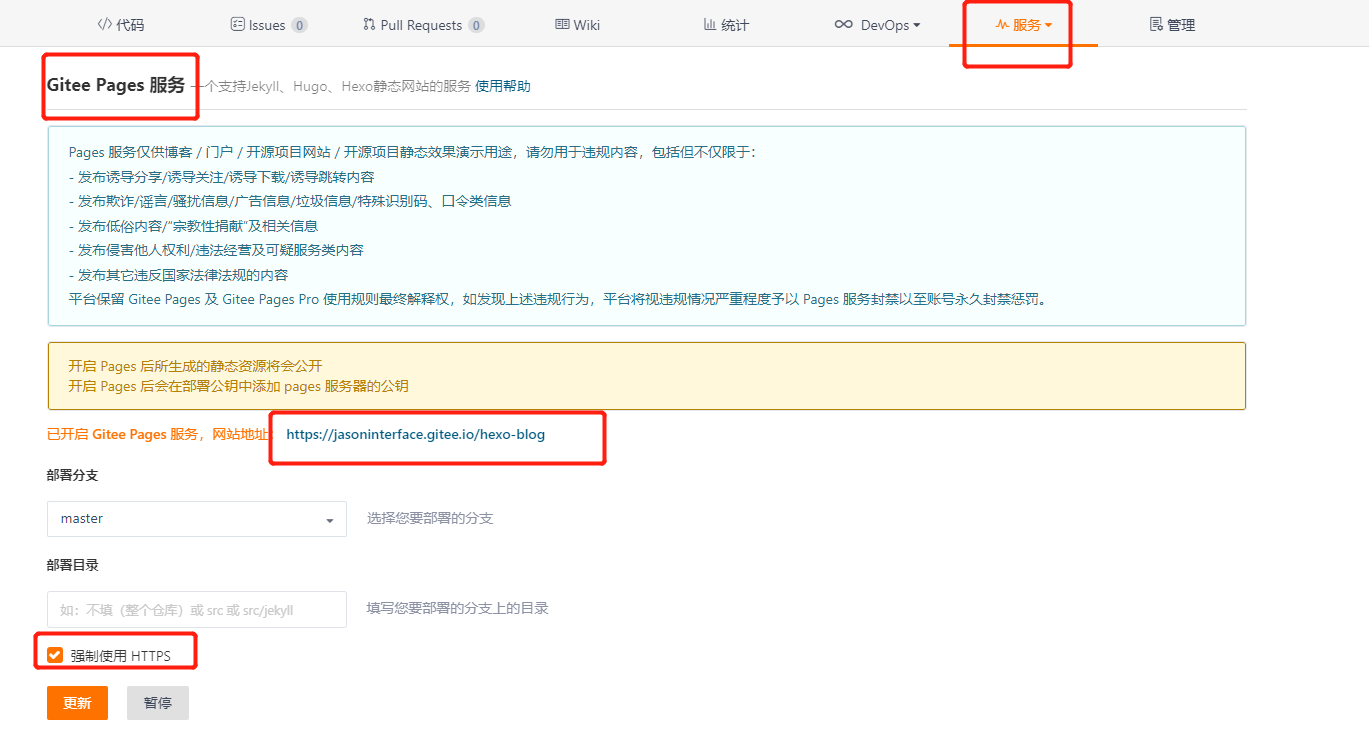 代码 Issues 0 Pull Requests 0 Wiki 统计 DevOps 服务 管理
Gitee Pages 服务 一个支持Jekyll、Hugo、Hexo静态网站的服务 使用帮助
Pages 服务仅供博客 / 门户 / 开源项目网站 / 开源项目静态效果演示用途，请勿用于违规内容，包括但不仅限于：
- 发布诱导分享/诱导关注/诱导下载/诱导跳转内容
- 发布欺诈/谣言/骚扰信息/广告信息/垃圾信息/特殊识别码、口令类信息
- 发布低俗内容/“宗教性捐献”及相关信息
- 发布侵害他人权利/违法经营及可疑服务类内容
- 发布其它违反国家法律法规的内容
平台保留 Gitee Pages 及 Gitee Pages Pro 使用规则最终解释权，如发现上述违规行为，平台将视违规情况严重程度予以 Pages 服务封禁以至账号永久封禁惩罚。
开启 Pages 后所生成的静态资源将会公开
开启 Pages 后会在部署公钥中添加 pages 服务器的公钥
已开启 Gitee Pages 服务，网站地址： https://jasoninterface.gitee.io/hexo-blog
部署分支
master 选择您要部署的分支
部署目录
如：不填（整个仓库）或 src 或 src/jekyll 填写您要部署的分支上的目录
强制使用 HTTPS
更新 暂停